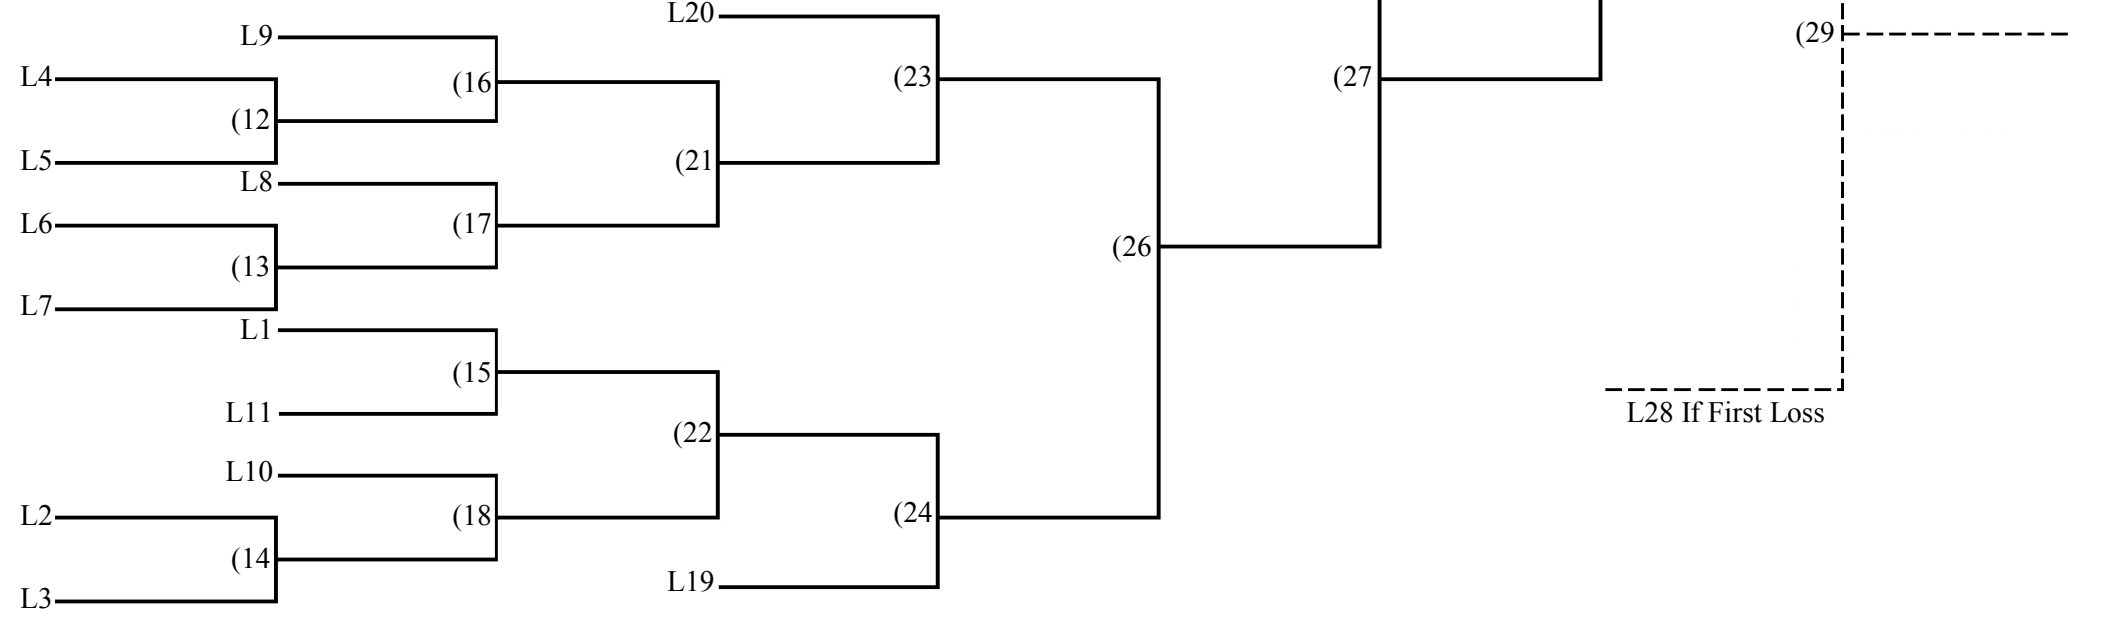 L20
(29
L9
L4
(16
(23
(27
(12
L5
(21
L8
L6
(17
(26
(13
L7
L1
(15
L11
L28 If First Loss
(22
L10
L2
(18
(24
(14
L19
L3